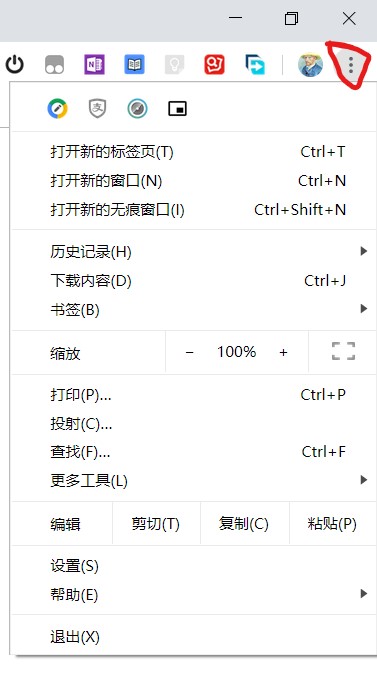 打开新的标签页(T) Ctrl+T
打开新的窗口(N) Ctrl+N
打开新的无痕窗口(I) Ctrl+Shift+N
历史记录(H)
下载内容(D) Ctrl+J
书签(B)
缩放 − 100% +
打印(P)... Ctrl+P
投射(C)...
查找(F)... Ctrl+F
更多工具(L)
编辑 剪切(T) 复制(C) 粘贴(P)
设置(S)
帮助(E)
退出(X)